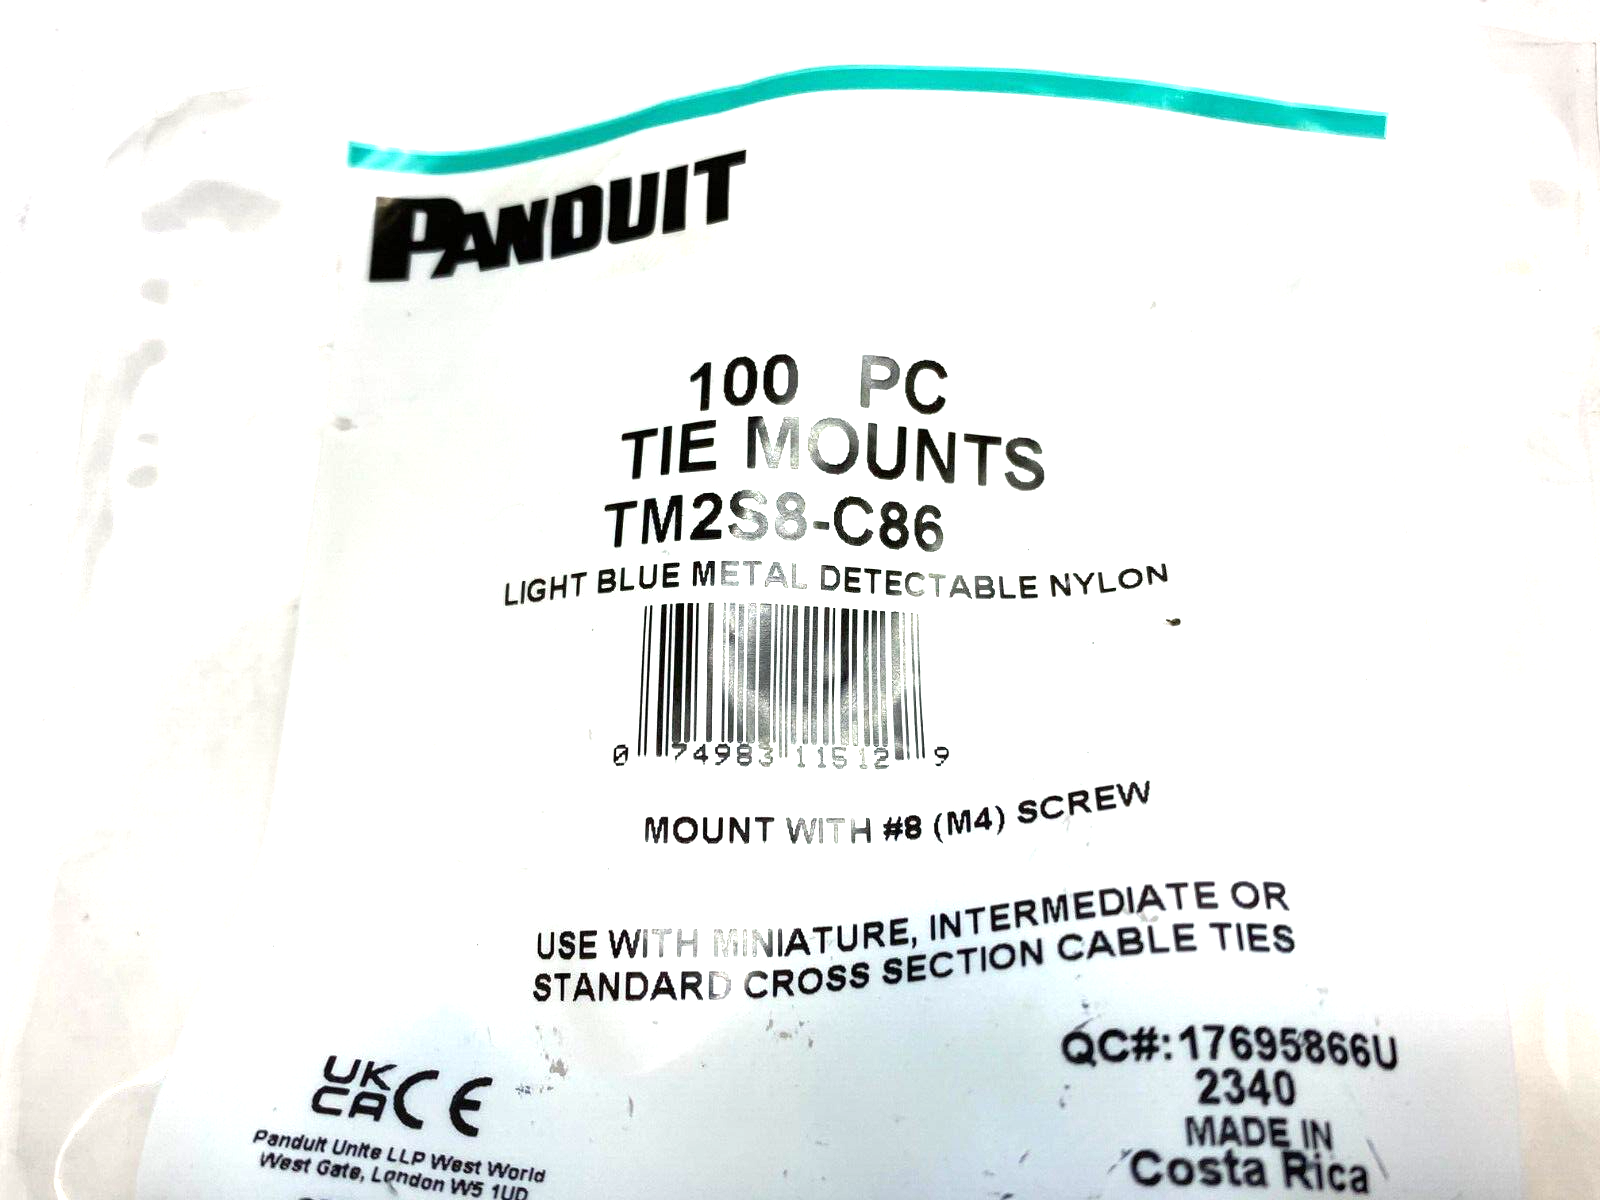 PANDUIT
100 PC
TIE MOUNTS
TM2S8-C86
LIGHT BLUE METAL DETECTABLE NYLON
0 74983 11512 9
MOUNT WITH #8 (M4) SCREW
USE WITH MINIATURE, INTERMEDIATE OR
STANDARD CROSS SECTION CABLE TIES
QC#:17695866U
2340
MADE IN
Costa Rica
UK
CA CE
Panduit Unite LLP West World
West Gate, London W5 1UD